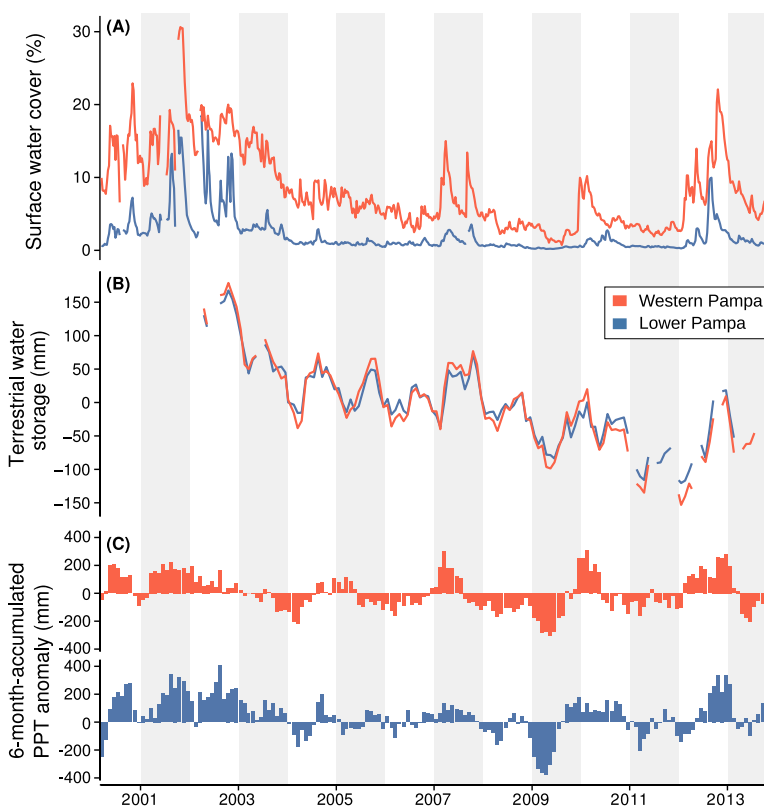 (A)
Surface water cover (%)
30
20
10
0
(B)
Terrestrial water
storage (mm)
150
100
50
0
−50
−100
−150
Western Pampa
Lower Pampa
(C)
6-month-accumulated
PPT anomaly (mm)
400
200
0
−200
−400
400
200
0
−200
−400
2001
2003
2005
2007
2009
2011
2013